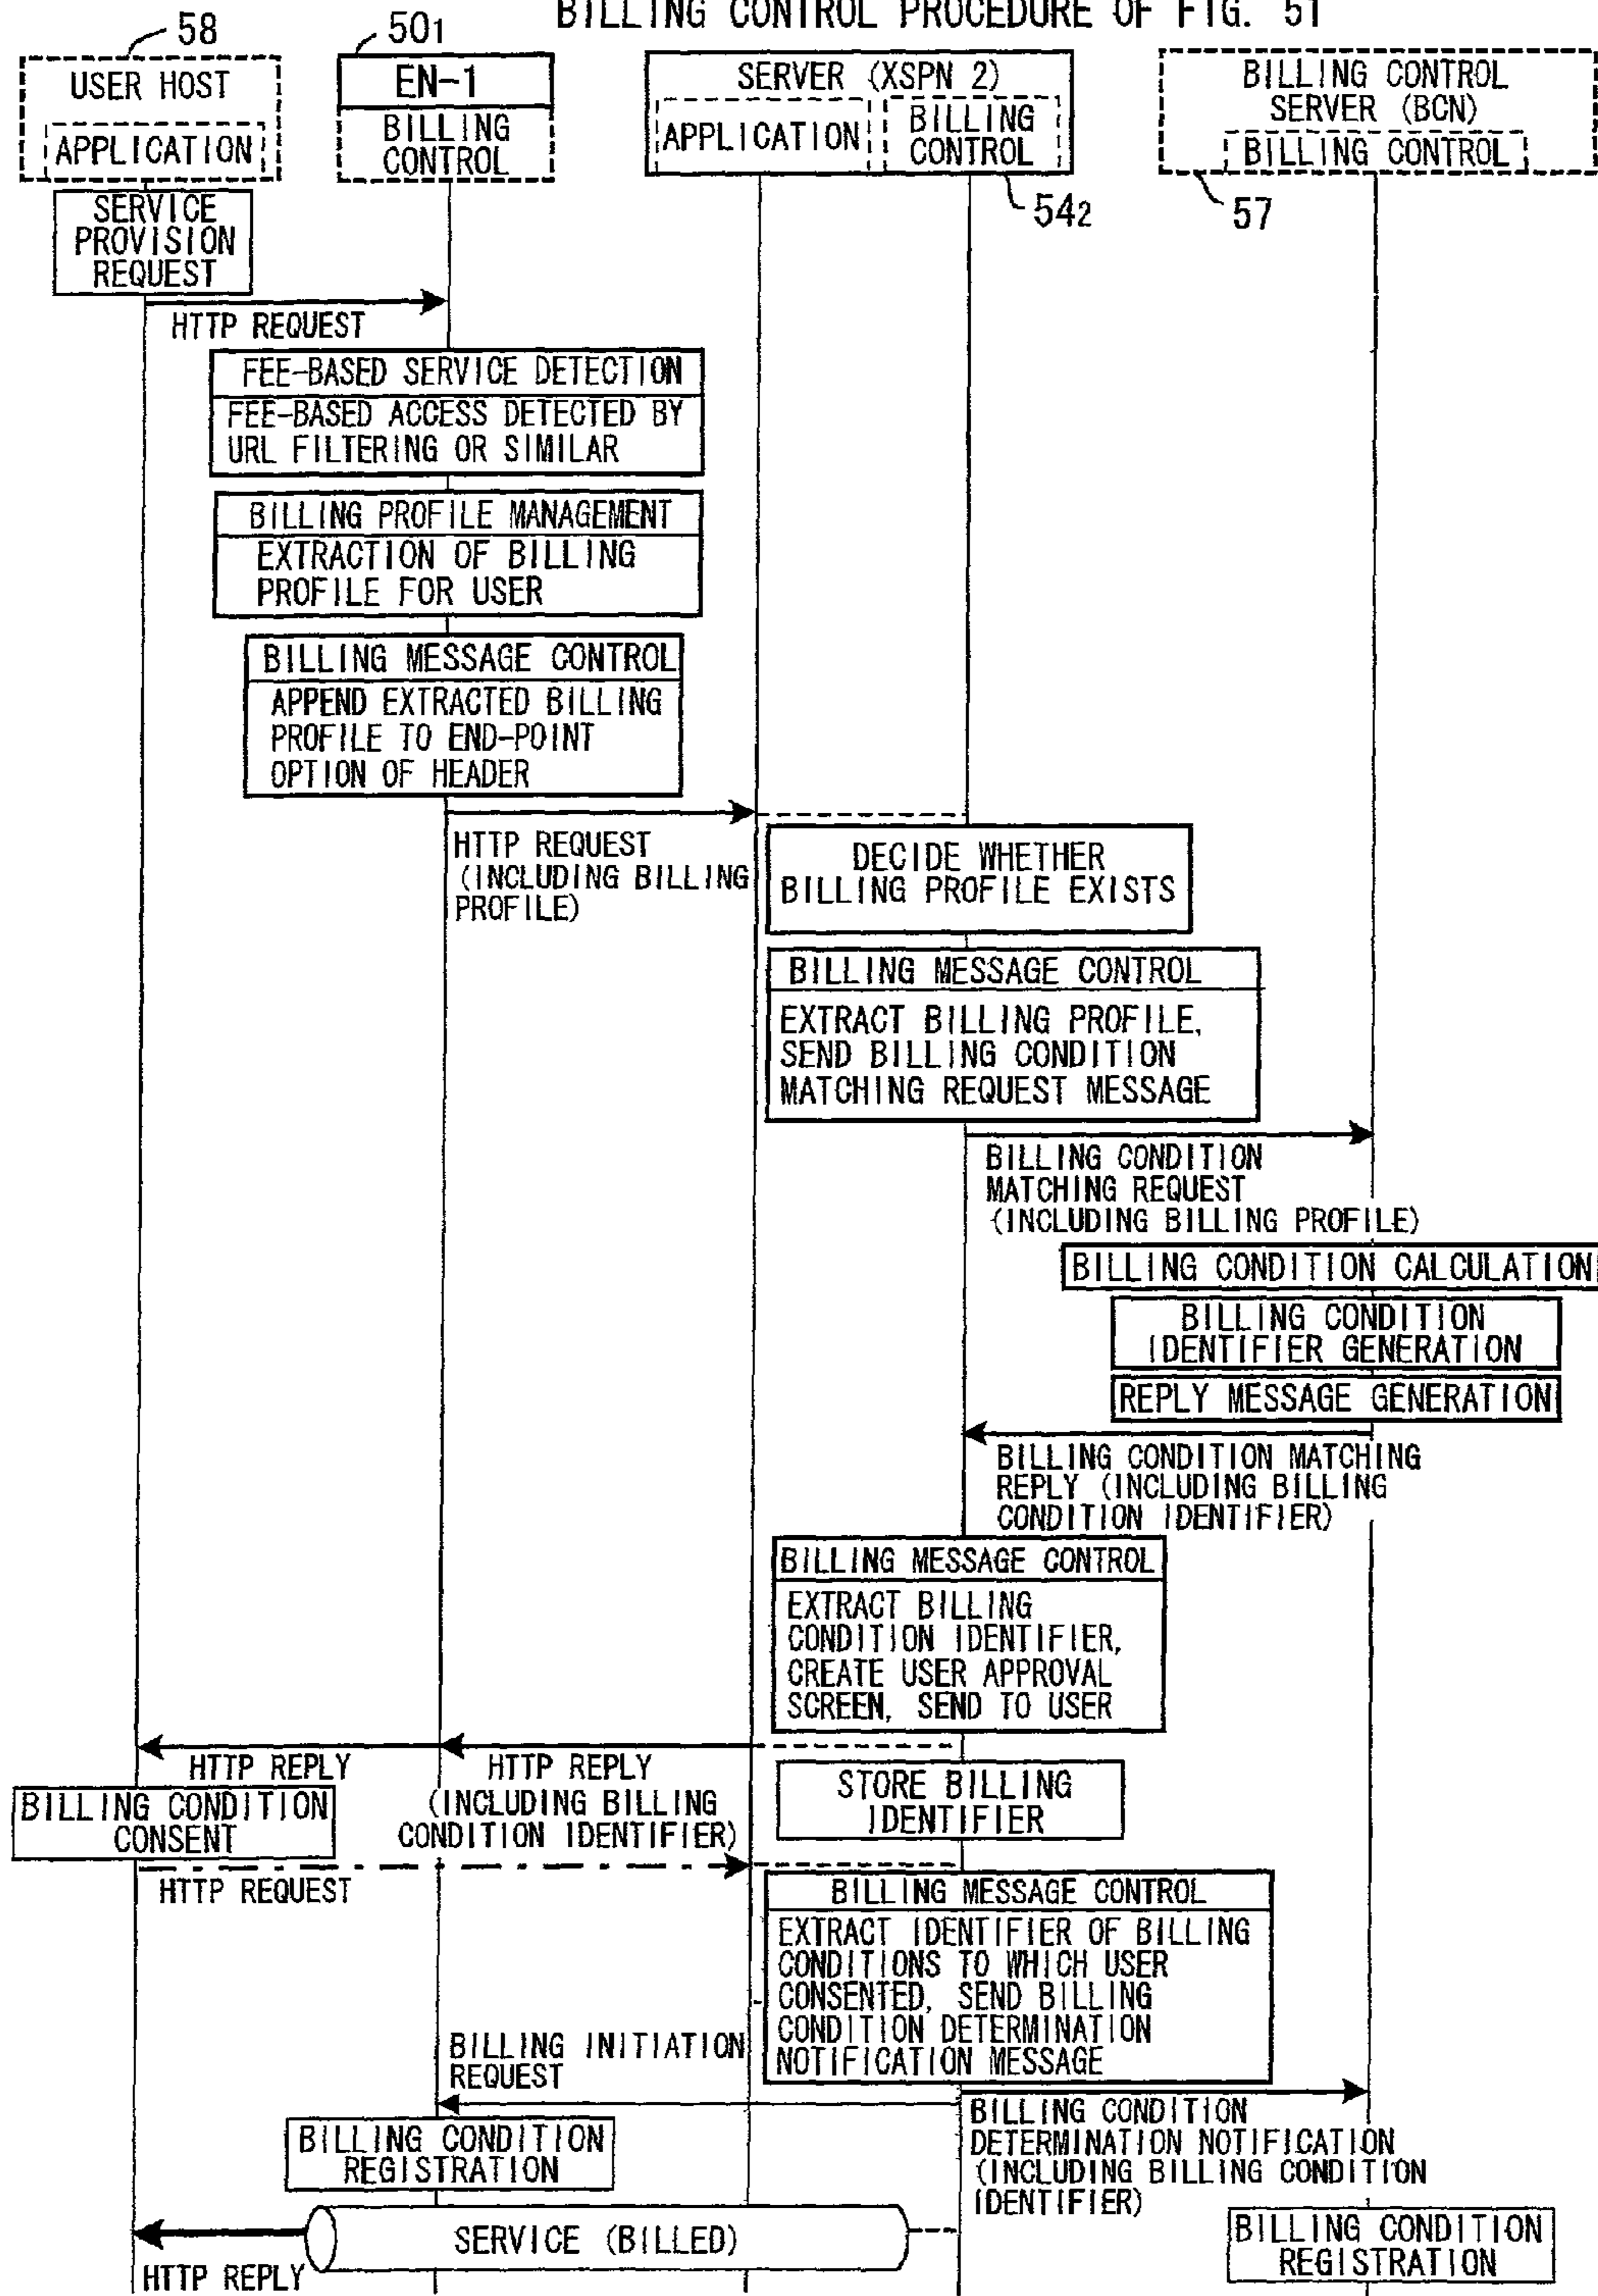 BILLING CONTROL PROCEDURE OF FIG. 51
58
501
USER HOST
APPLICATION
EN-1
BILLING
CONTROL
SERVER (XSPN 2)
APPLICATION
BILLING
CONTROL
542
BILLING CONTROL
SERVER (BCN)
BILLING CONTROL
57
SERVICE
PROVISION
REQUEST
HTTP REQUEST
FEE-BASED SERVICE DETECTION
FEE-BASED ACCESS DETECTED BY
URL FILTERING OR SIMILAR
BILLING PROFILE MANAGEMENT
EXTRACTION OF BILLING
PROFILE FOR USER
BILLING MESSAGE CONTROL
APPEND EXTRACTED BILLING
PROFILE TO END-POINT
OPTION OF HEADER
HTTP REQUEST
(INCLUDING BILLING
PROFILE)
DECIDE WHETHER
BILLING PROFILE EXISTS
BILLING MESSAGE CONTROL
EXTRACT BILLING PROFILE,
SEND BILLING CONDITION
MATCHING REQUEST MESSAGE
BILLING CONDITION
MATCHING REQUEST
(INCLUDING BILLING PROFILE)
BILLING CONDITION CALCULATION
BILLING CONDITION
IDENTIFIER GENERATION
REPLY MESSAGE GENERATION
BILLING CONDITION MATCHING
REPLY (INCLUDING BILLING
CONDITION IDENTIFIER)
BILLING MESSAGE CONTROL
EXTRACT BILLING
CONDITION IDENTIFIER,
CREATE USER APPROVAL
SCREEN, SEND TO USER
HTTP REPLY
HTTP REPLY
(INCLUDING BILLING
CONDITION IDENTIFIER)
STORE BILLING
IDENTIFIER
BILLING CONDITION
CONSENT
HTTP REQUEST
BILLING MESSAGE CONTROL
EXTRACT IDENTIFIER OF BILLING
CONDITIONS TO WHICH USER
CONSENTED, SEND BILLING
CONDITION DETERMINATION
NOTIFICATION MESSAGE
BILLING INITIATION
REQUEST
BILLING CONDITION
DETERMINATION NOTIFICATION
(INCLUDING BILLING CONDITION
IDENTIFIER)
BILLING CONDITION
REGISTRATION
SERVICE (BILLED)
HTTP REPLY
BILLING CONDITION
REGISTRATION